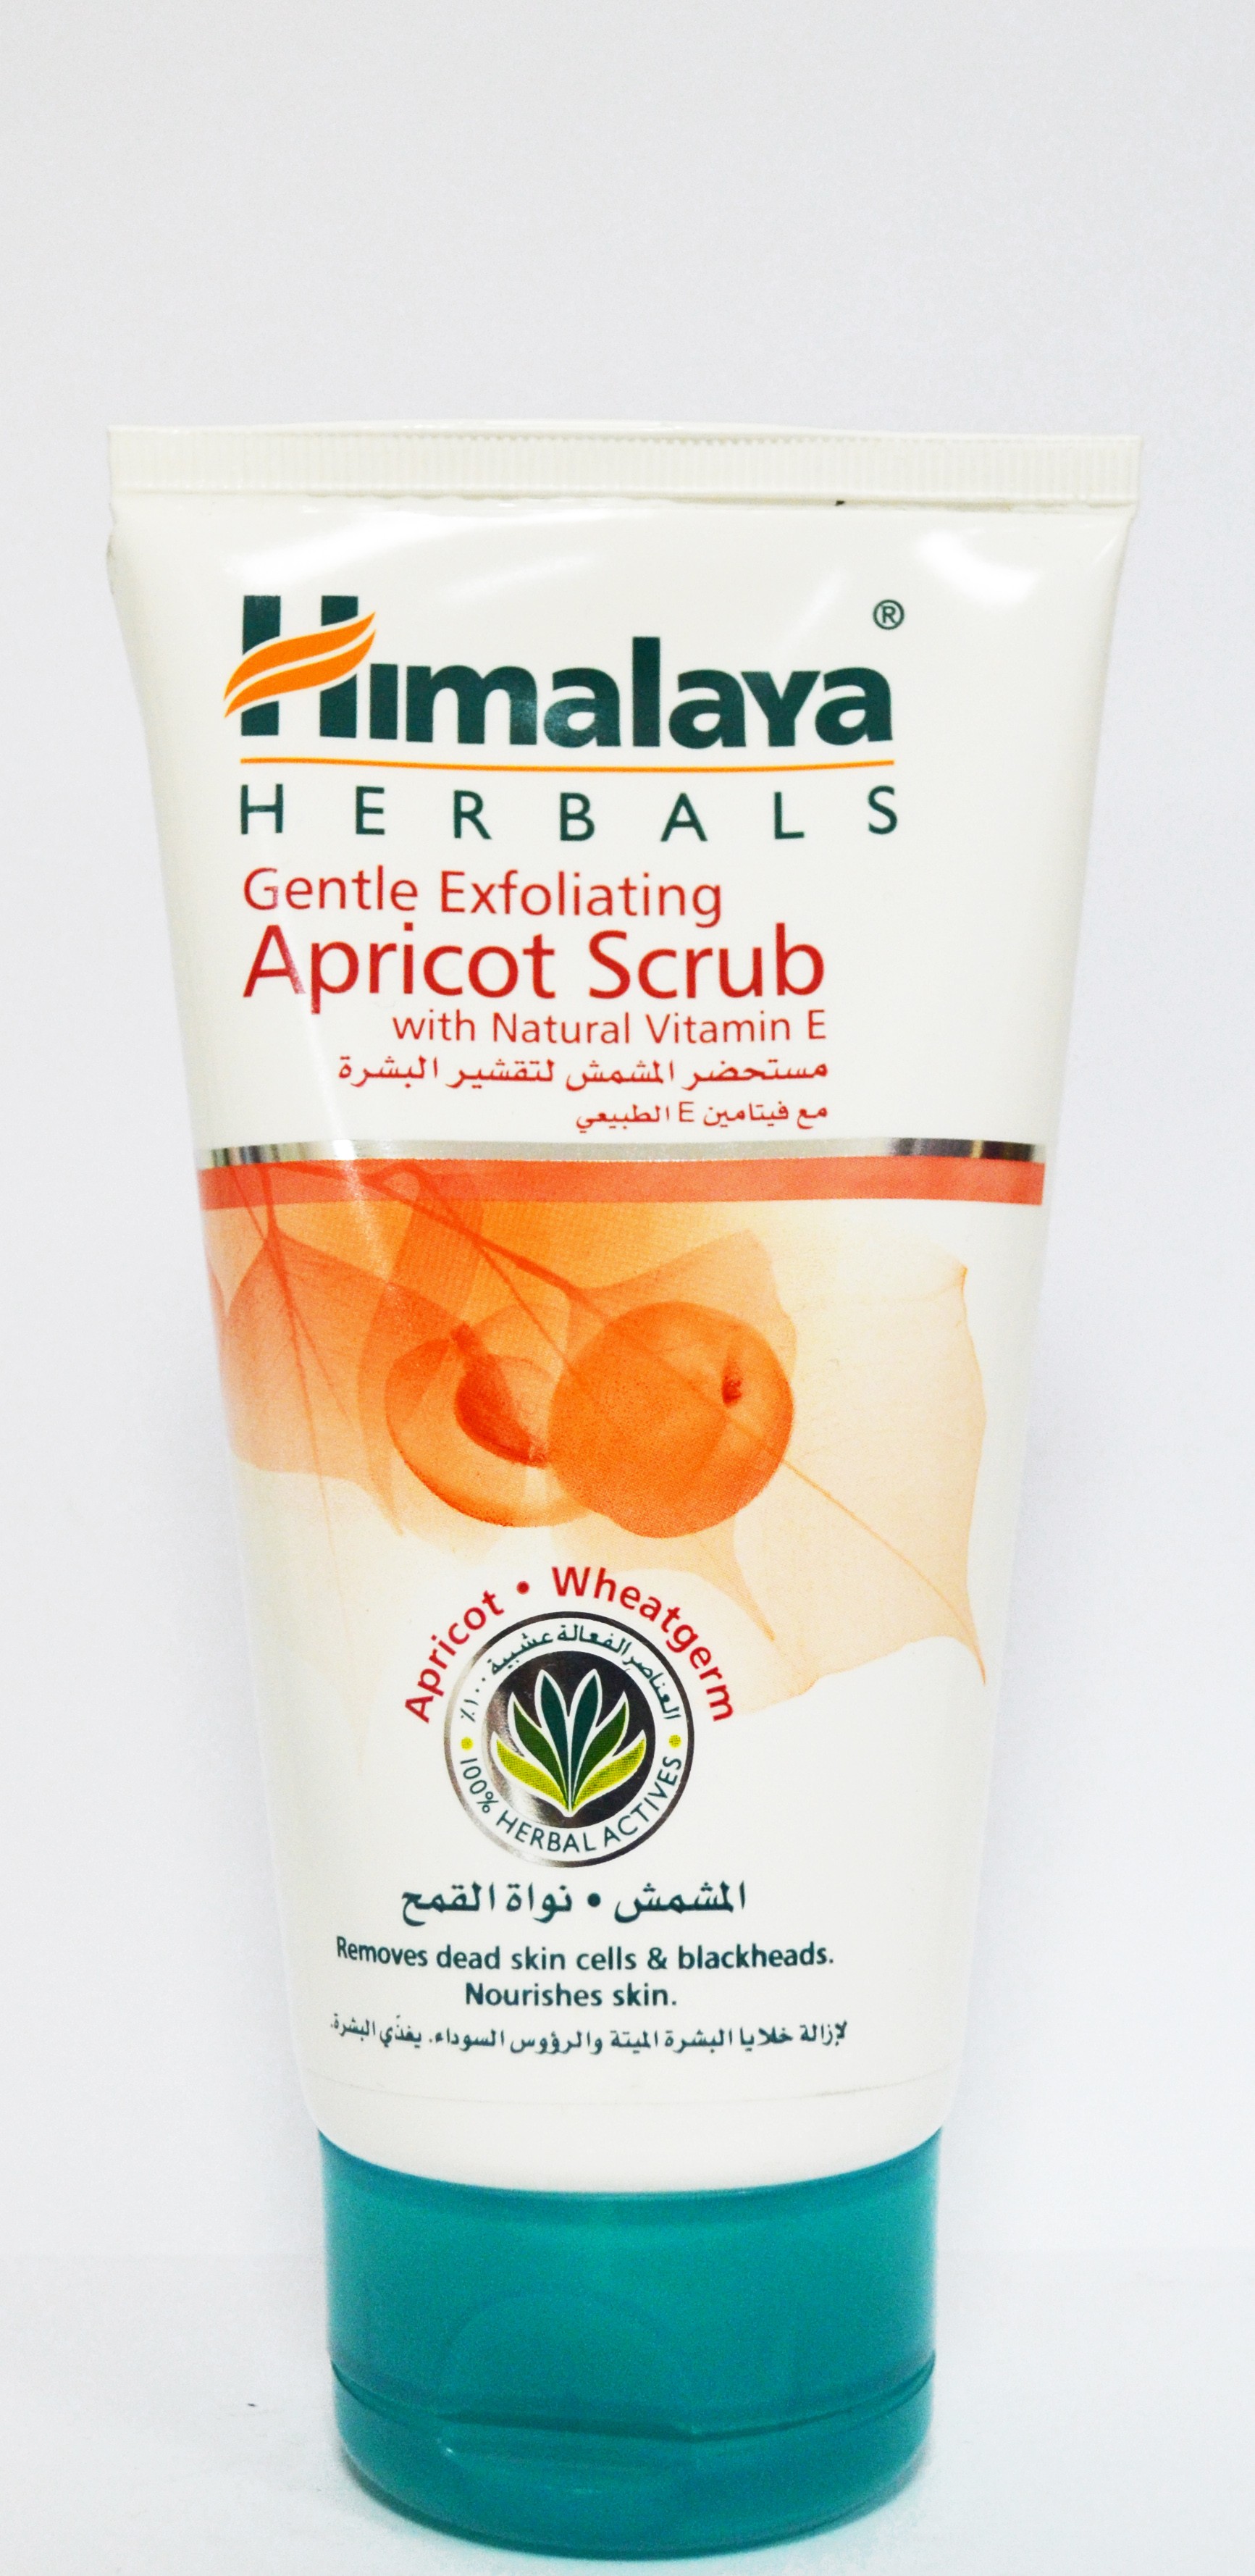 Himalaya ®
HERBALS
Gentle Exfoliating
Apricot Scrub
with Natural Vitamin E
مستحضر المشمش لتقشير البشرة
مع فيتامين E الطبيعي
Apricot • Wheatgerm
العناصر الفعالة عشبية ١٠٠٪
100% HERBAL ACTIVES
المشمش • نواة القمح
Removes dead skin cells & blackheads.
Nourishes skin.
لإزالة خلايا البشرة الميتة والرؤوس السوداء. يغذّي البشرة.